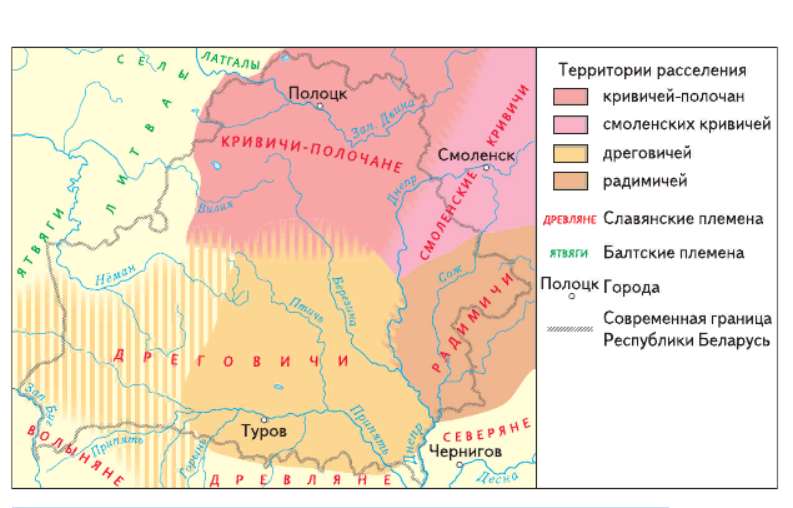 СЕЛЫ
ЛАТГАЛЫ
ЛИТВА
Полоцк
Зап. Двина
КРИВИЧИ-ПОЛОЧАНЕ
Смоленск
СМОЛЕНСКИЕ КРИВИЧИ
Днепр
Вилия
ЯТВЯГИ
Нёман
Березина
Птичь
Сож
РАДИМИЧИ
ДРЕГОВИЧИ
Зап. Буг
ВОЛЫНЯНЕ
Припять
Горынь
Туров
Припять
Днепр
СЕВЕРЯНЕ
Чернигов
Десна
ДРЕВЛЯНЕ
Территории расселения
кривичей-полочан
смоленских кривичей
дреговичей
радимичей
ДРЕВЛЯНЕ Славянские племена
ЯТВЯГИ Балтские племена
Полоцк Города
Современная граница
Республики Беларусь